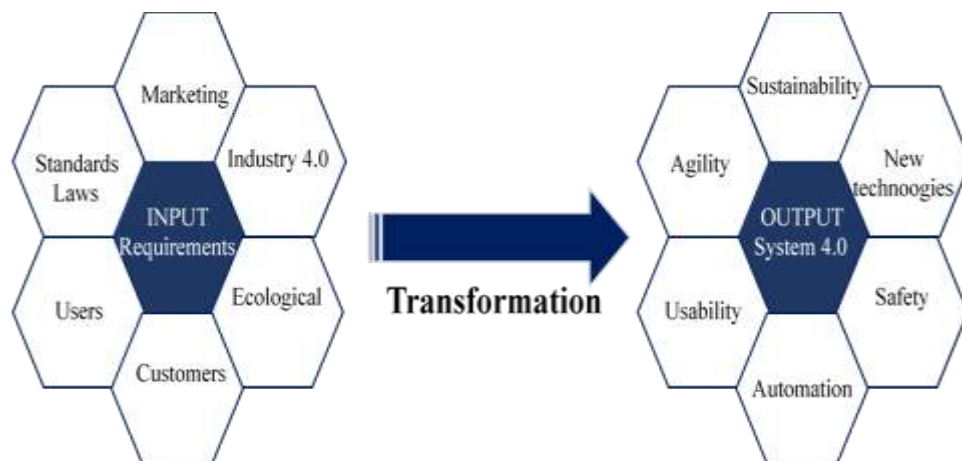 Marketing
Industry 4.0
Standards
Laws
INPUT
Requirements
Ecological
Users
Customers
Transformation
Sustainability
Agility
New
technoogies
OUTPUT
System 4.0
Usability
Safety
Automation